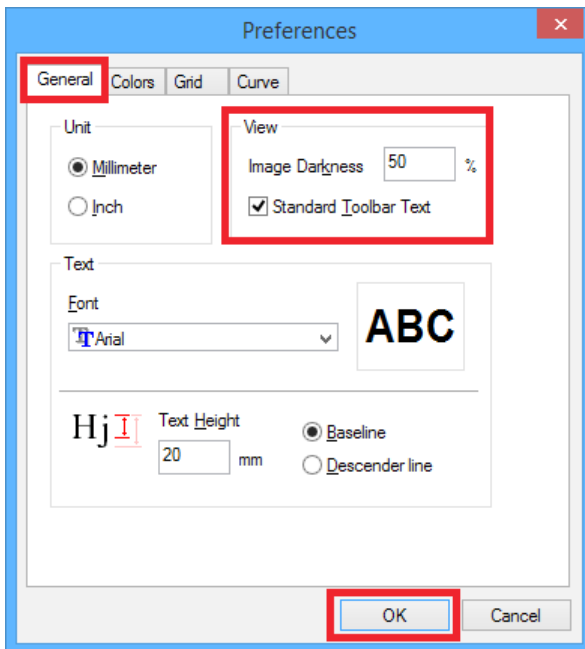 Preferences
General Colors Grid Curve
Unit
Millimeter
Inch
View
Image Darkness 50 %
Standard Toolbar Text
Text
Font
Arial
ABC
Hj
Text Height
20 mm
Baseline
Descender line
OK Cancel